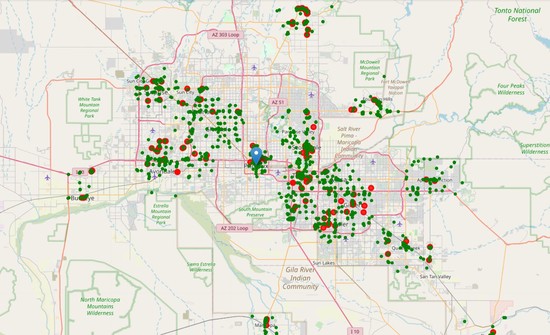 Tonto National
Forest
AZ 303 Loop
McDowell
Mountain
Regional
Park
Fort McDowell
Yavapai
Nation
Four Peaks
Wilderness
White Tank
Mountain
Regional
Park
AZ 51
Salt River
Pima -
Maricopa
Indian
Community
Superstition
Wilderness
Estrella
Mountain
Regional
Park
South Mountain
Preserve
AZ 202 Loop
Sun Lakes
San Tan Valley
Sierra Estrella
Wilderness
Gila River
Indian
Community
North Maricopa
Mountains
Wilderness
I 10